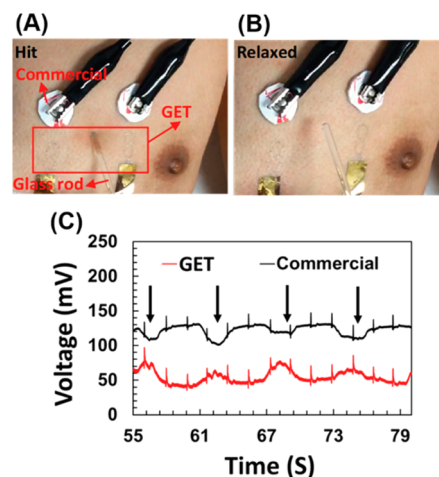 (A)
Hit
Commercial
GET
Glass rod
(B)
Relaxed
(C)
Voltage (mV)
250
200
150
100
50
0
GET
Commercial
55
61
67
73
79
Time (S)